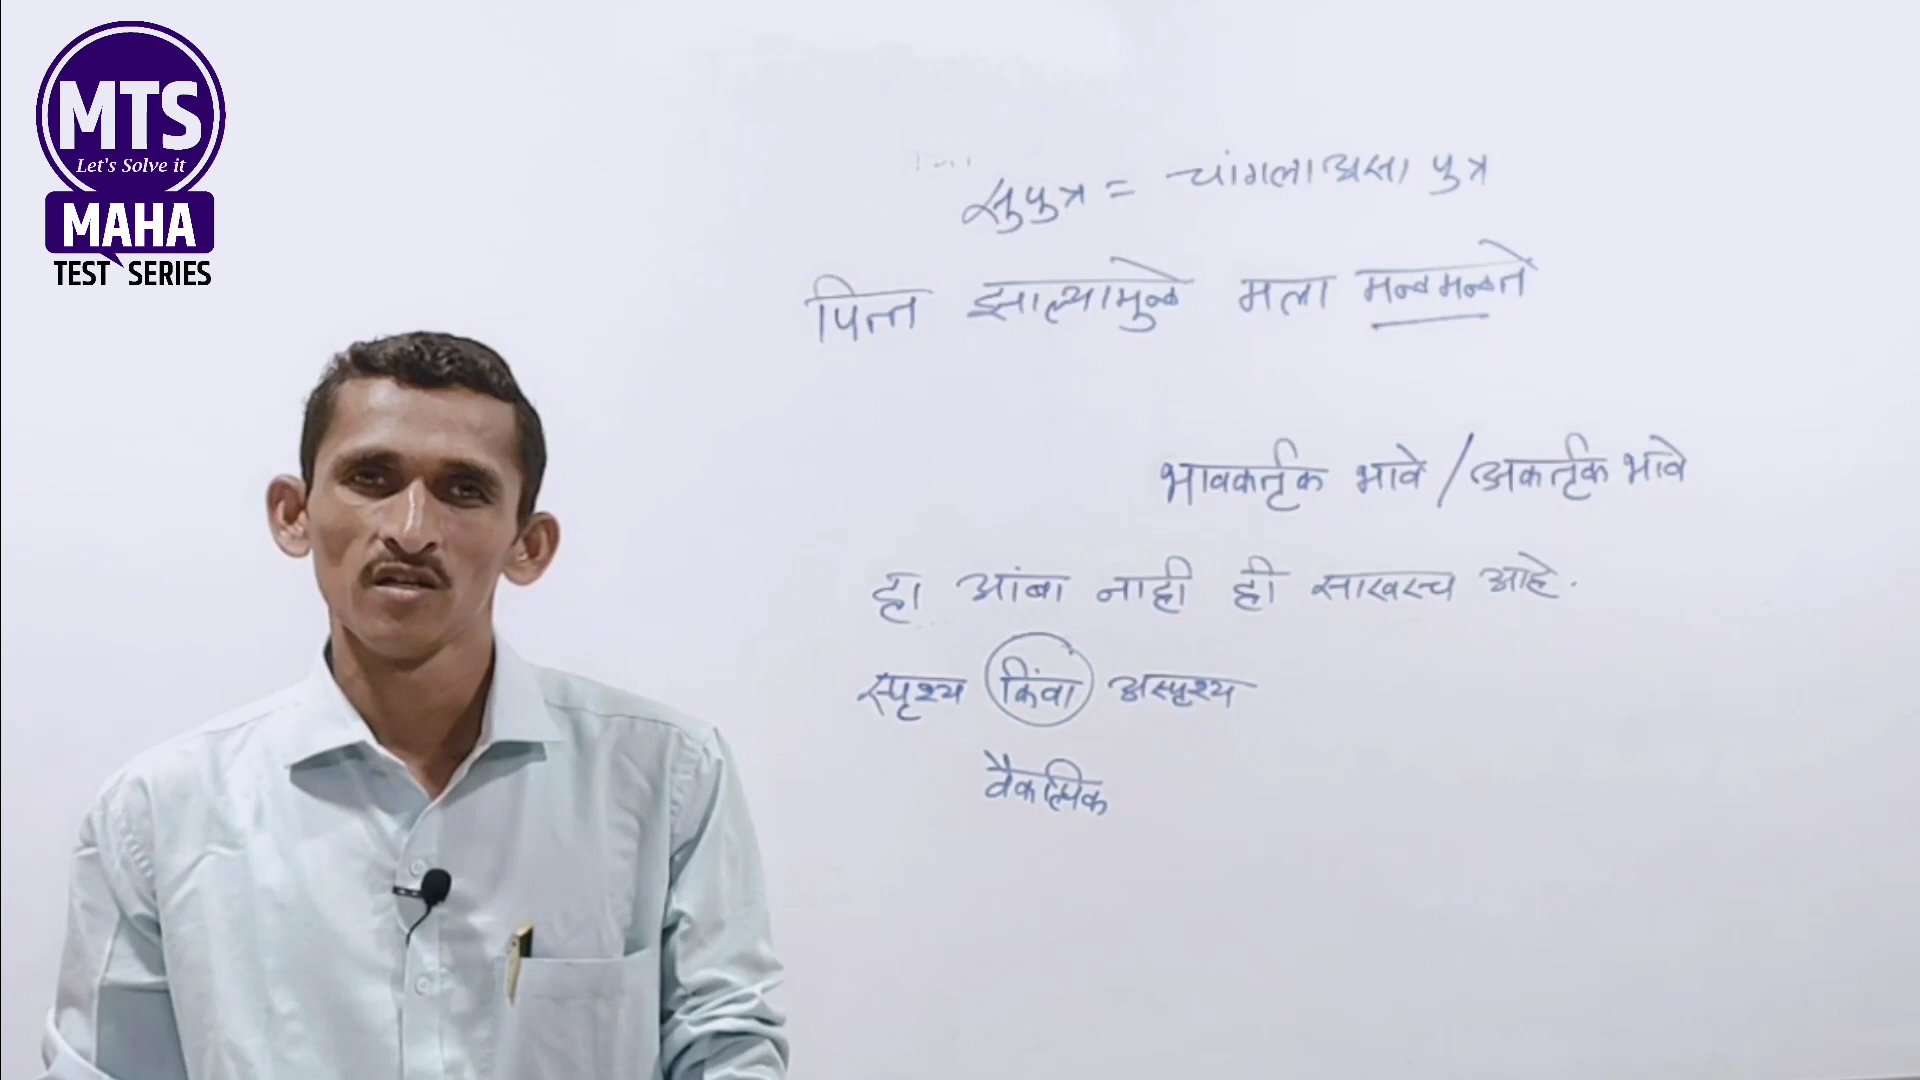 MTS
Let's Solve it
MAHA
TEST SERIES
सुपुत्र = चांगला असा पुत्र
पित्त झाल्यामुळे मला मळमळते
भावकर्तृक भावे / अकर्तृक भावे
हा आंबा नाही ही साखरच आहे.
स्पृश्य किंवा अस्पृश्य
वैकल्पिक